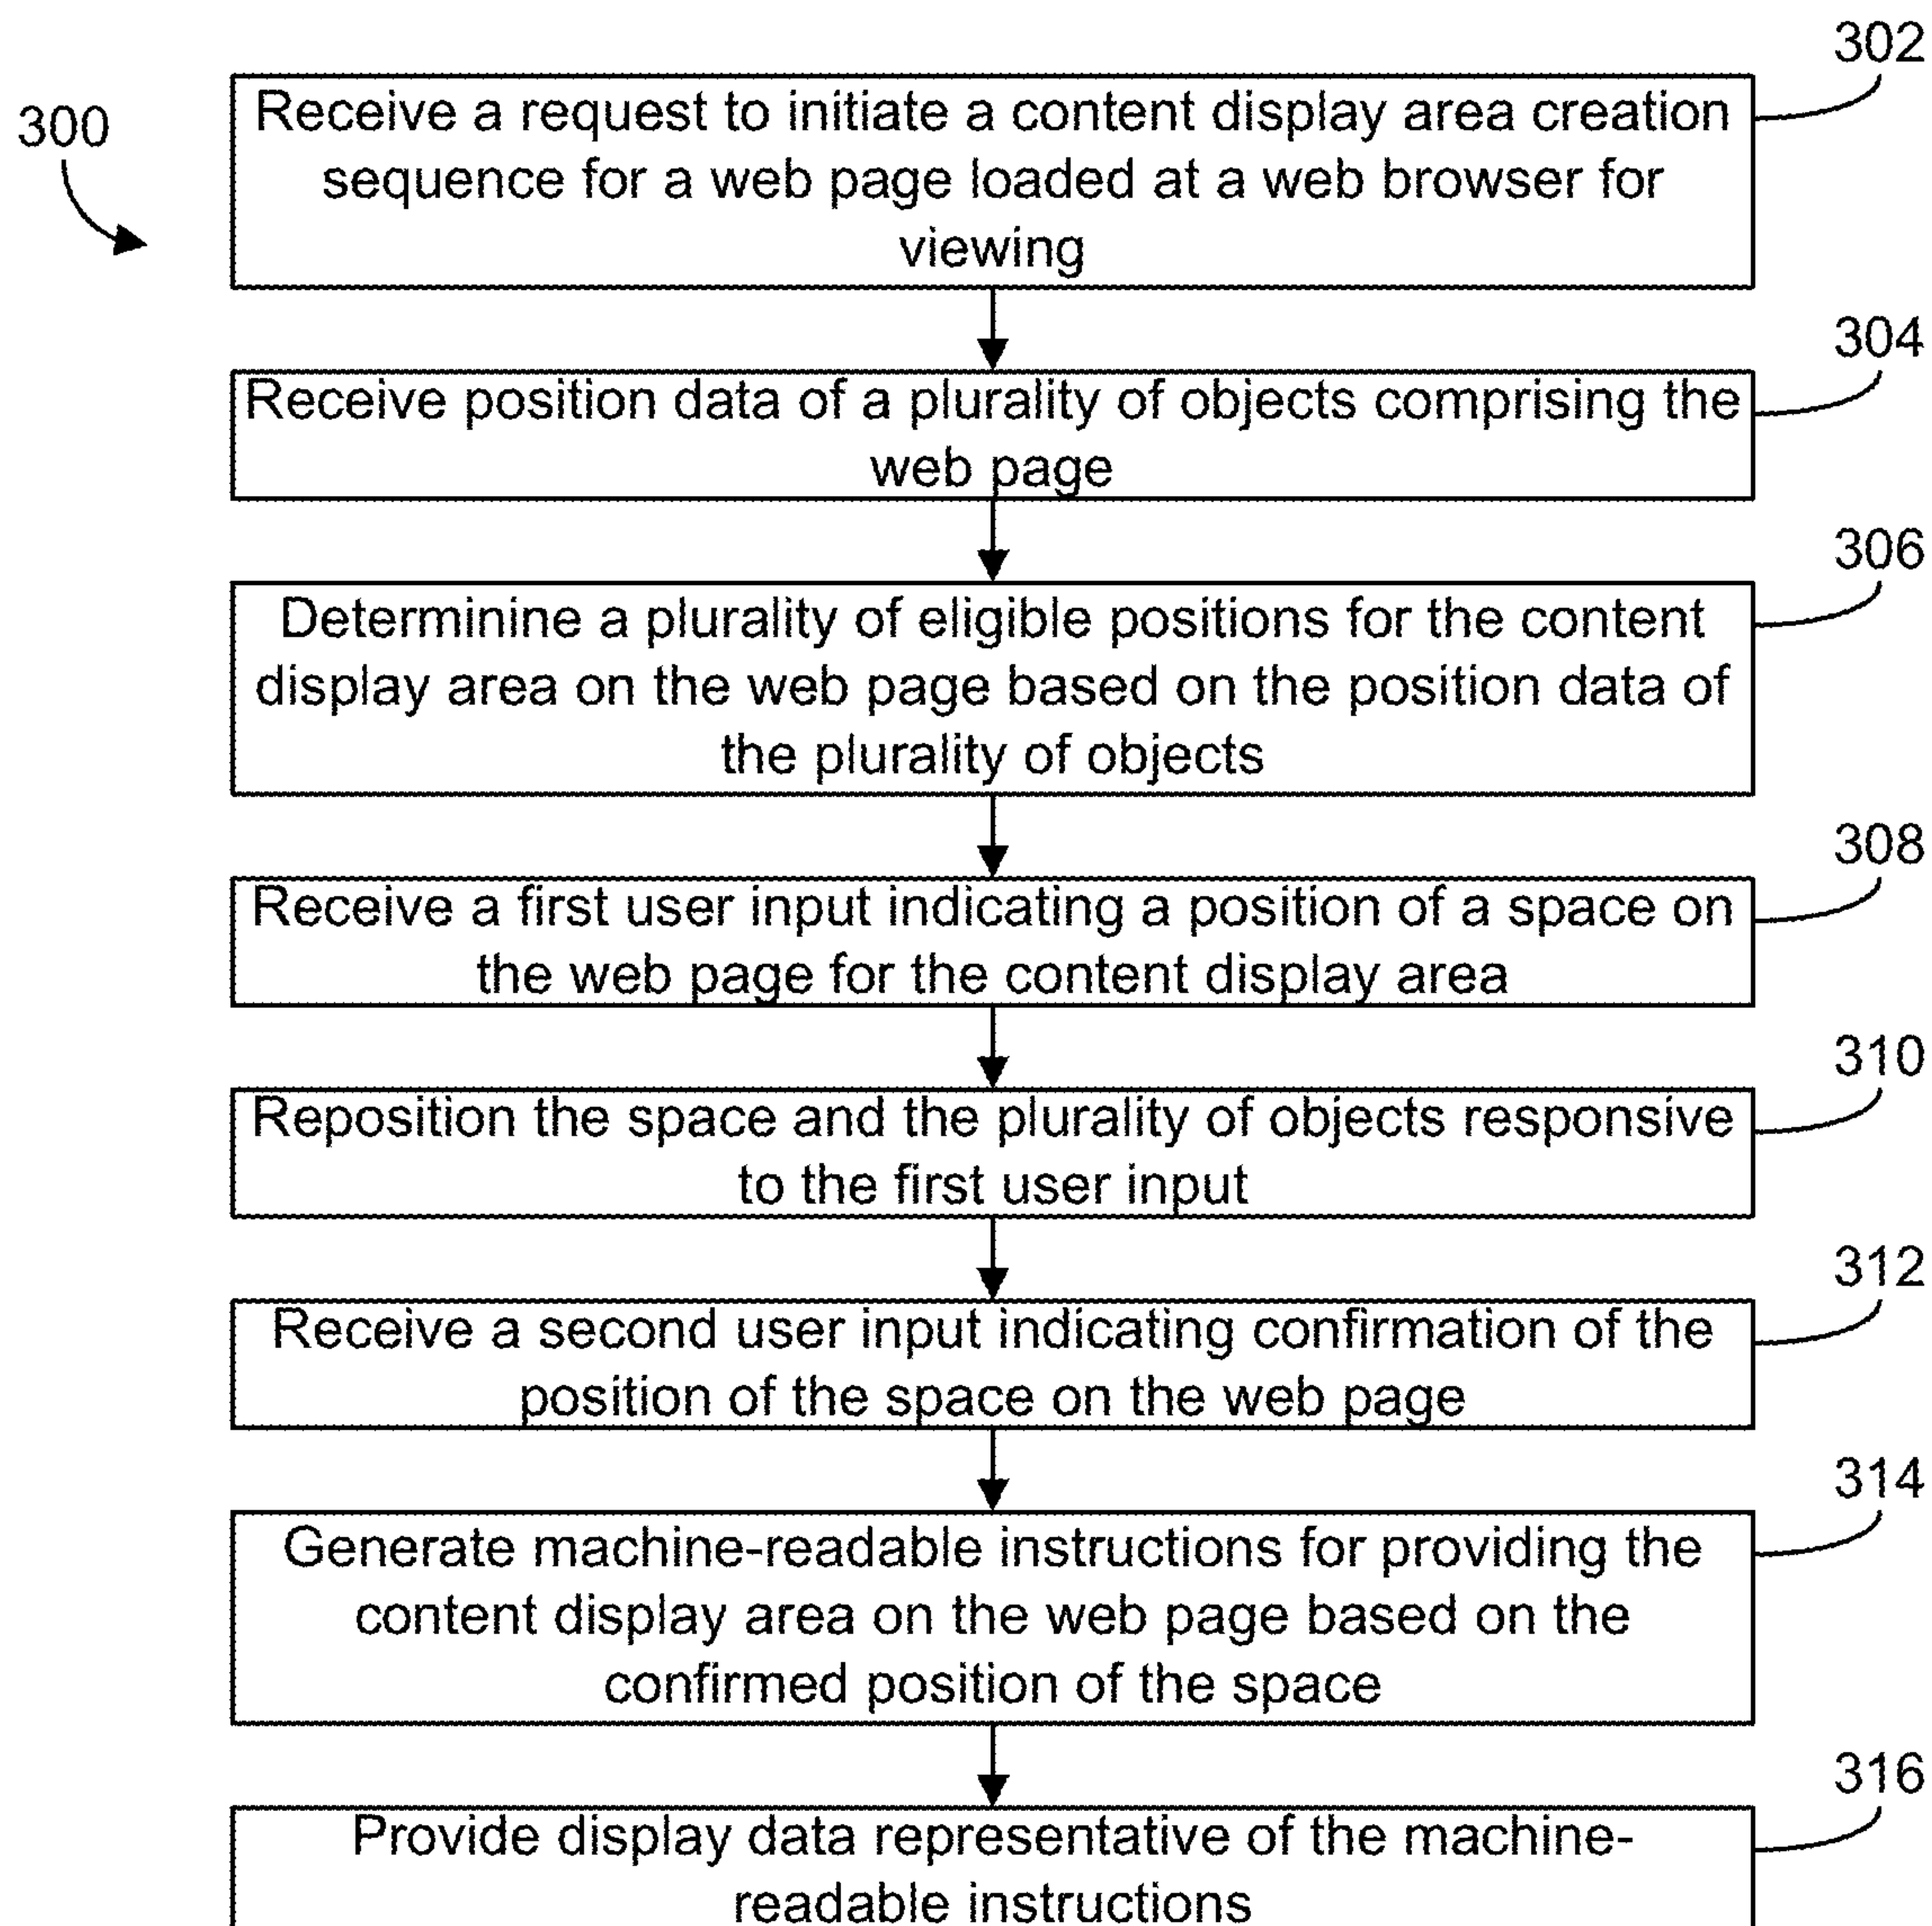 302
300
Receive a request to initiate a content display area creation
sequence for a web page loaded at a web browser for
viewing
304
Receive position data of a plurality of objects comprising the
web page
306
Determinine a plurality of eligible positions for the content
display area on the web page based on the position data of
the plurality of objects
308
Receive a first user input indicating a position of a space on
the web page for the content display area
310
Reposition the space and the plurality of objects responsive
to the first user input
312
Receive a second user input indicating confirmation of the
position of the space on the web page
314
Generate machine-readable instructions for providing the
content display area on the web page based on the
confirmed position of the space
316
Provide display data representative of the machine-
readable instructions